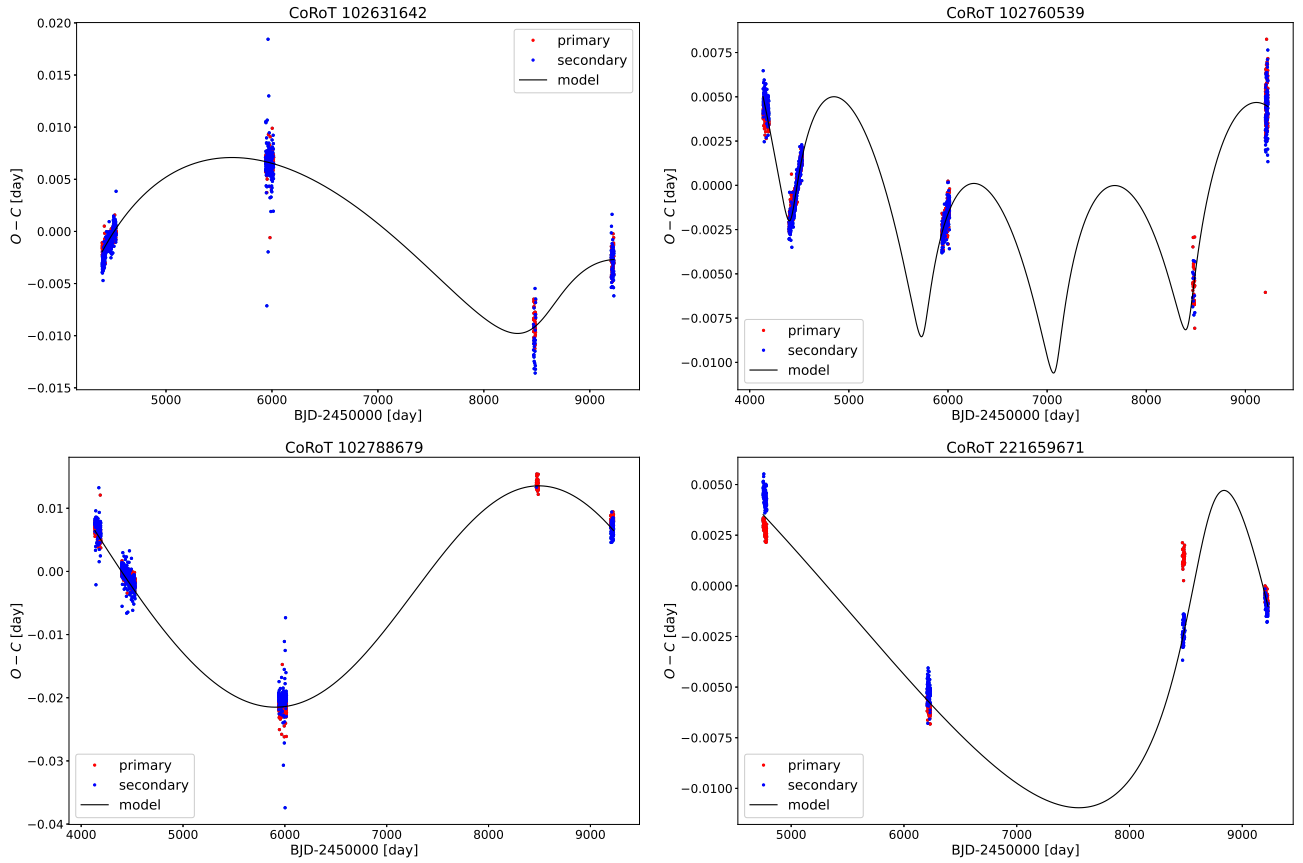 CoRoT 102631642
0.020
0.015
0.010
0.005
0.000
−0.005
−0.010
−0.015
O − C [day]
primary
secondary
model
5000 6000 7000 8000 9000
BJD-2450000 [day]
CoRoT 102760539
0.0075
0.0050
0.0025
0.0000
−0.0025
−0.0050
−0.0075
−0.0100
O − C [day]
primary
secondary
model
4000 5000 6000 7000 8000 9000
BJD-2450000 [day]
CoRoT 102788679
0.01
0.00
−0.01
−0.02
−0.03
−0.04
O − C [day]
primary
secondary
model
4000 5000 6000 7000 8000 9000
BJD-2450000 [day]
CoRoT 221659671
0.0050
0.0025
0.0000
−0.0025
−0.0050
−0.0075
−0.0100
O − C [day]
primary
secondary
model
5000 6000 7000 8000 9000
BJD-2450000 [day]